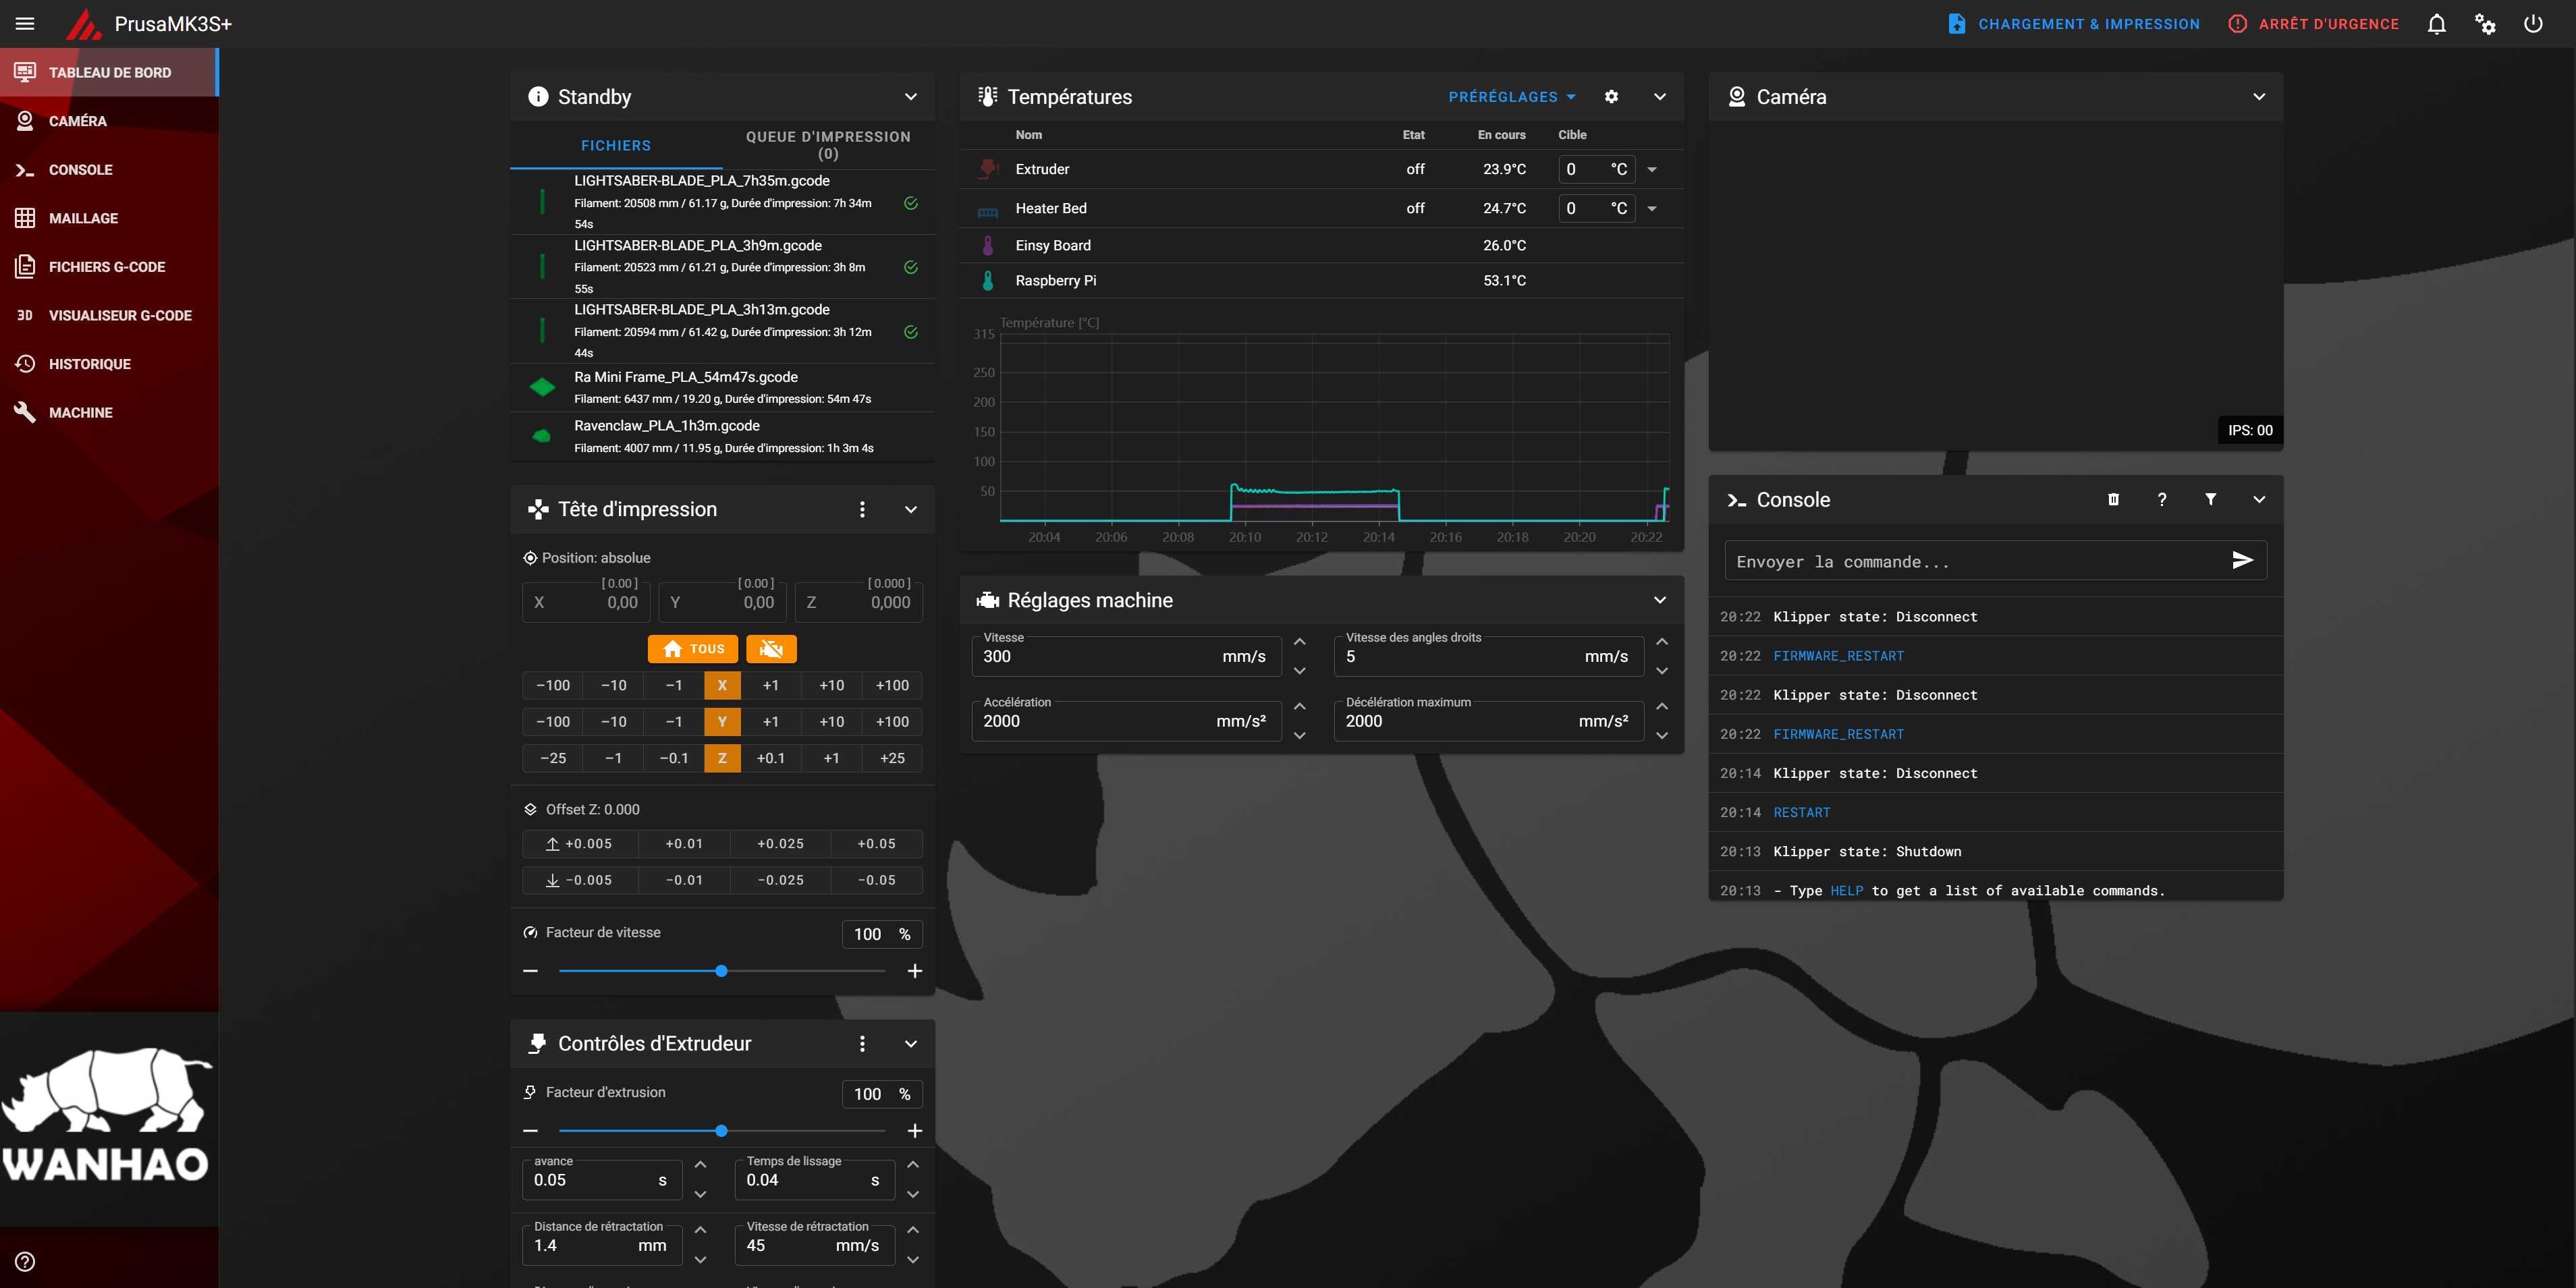 PrusaMK3S+
CHARGEMENT & IMPRESSION
ARRÊT D'URGENCE
TABLEAU DE BORD
CAMÉRA
CONSOLE
MAILLAGE
FICHIERS G-CODE
3D VISUALISEUR G-CODE
HISTORIQUE
MACHINE
WANHAO
Standby
FICHIERS
QUEUE D'IMPRESSION
(0)
LIGHTSABER-BLADE_PLA_7h35m.gcode
Filament: 20508 mm / 61.17 g, Durée d'impression: 7h 34m
54s
LIGHTSABER-BLADE_PLA_3h9m.gcode
Filament: 20523 mm / 61.21 g, Durée d'impression: 3h 8m
55s
LIGHTSABER-BLADE_PLA_3h13m.gcode
Filament: 20594 mm / 61.42 g, Durée d'impression: 3h 12m
44s
Ra Mini Frame_PLA_54m47s.gcode
Filament: 6437 mm / 19.20 g, Durée d'impression: 54m 47s
Ravenclaw_PLA_1h3m.gcode
Filament: 4007 mm / 11.95 g, Durée d'impression: 1h 3m 4s
Tête d'impression
Position: absolue
[ 0.00 ] [ 0.00 ] [ 0.000 ]
X 0,00 Y 0,00 Z 0,000
TOUS
−100 −10 −1 X +1 +10 +100
−100 −10 −1 Y +1 +10 +100
−25 −1 −0.1 Z +0.1 +1 +25
Offset Z: 0.000
+0.005 +0.01 +0.025 +0.05
−0.005 −0.01 −0.025 −0.05
Facteur de vitesse 100 %
Contrôles d'Extrudeur
Facteur d'extrusion 100 %
avance Temps de lissage
0.05 s 0.04 s
Distance de rétractation Vitesse de rétractation
1.4 mm 45 mm/s
Températures
PRÉRÉGLAGES
Nom Etat En cours Cible
Extruder off 23.9°C 0 °C
Heater Bed off 24.7°C 0 °C
Einsy Board 26.0°C
Raspberry Pi 53.1°C
Température [°C]
315
250
200
150
100
50
20:04 20:06 20:08 20:10 20:12 20:14 20:16 20:18 20:20 20:22
Réglages machine
Vitesse Vitesse des angles droits
300 mm/s 5 mm/s
Accélération Décélération maximum
2000 mm/s² 2000 mm/s²
Caméra
IPS: 00
Console
Envoyer la commande...
20:22 Klipper state: Disconnect
20:22 FIRMWARE_RESTART
20:22 Klipper state: Disconnect
20:22 FIRMWARE_RESTART
20:14 Klipper state: Disconnect
20:14 RESTART
20:13 Klipper state: Shutdown
20:13 - Type HELP to get a list of available commands.